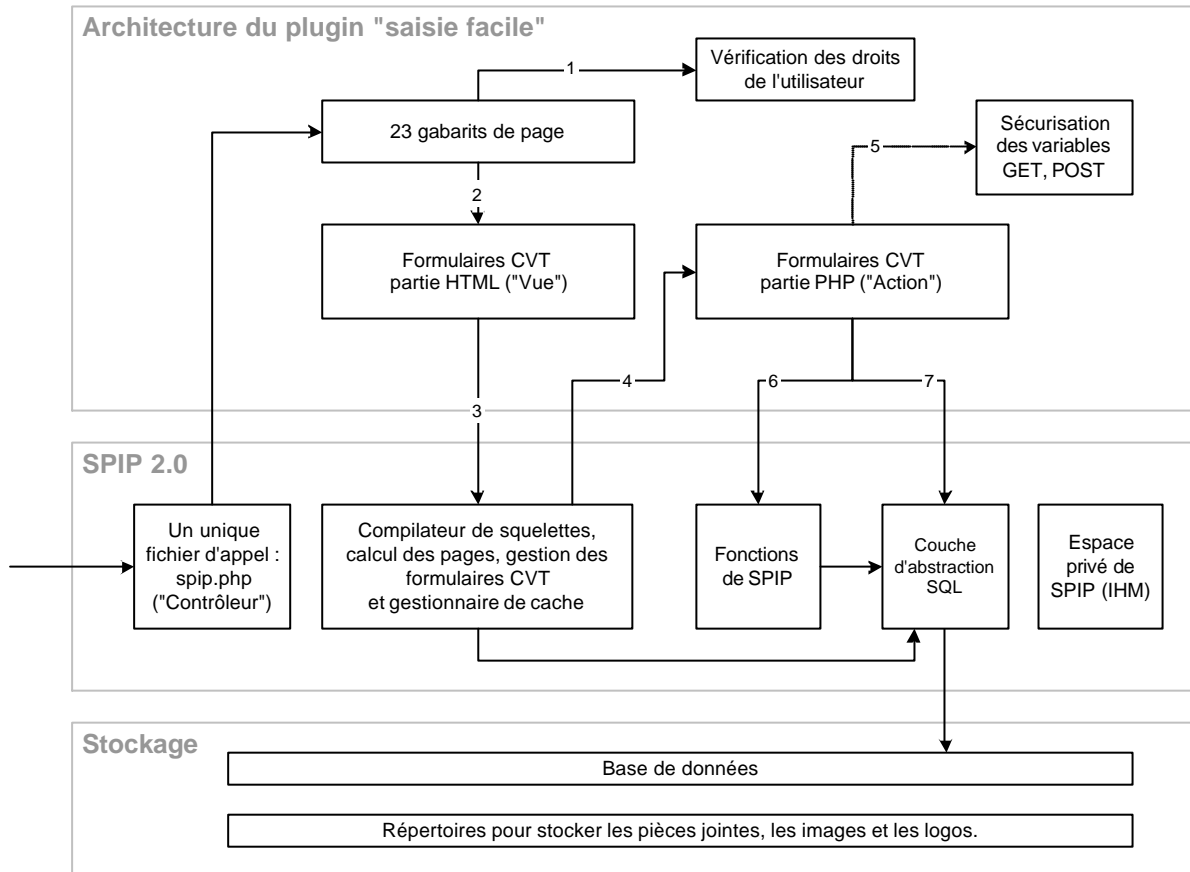 Architecture du plugin "saisie facile"
1
Vérification des droits
de l'utilisateur
23 gabarits de page
Sécurisation
des variables
GET, POST
5
2
Formulaires CVT
partie HTML ("Vue")
Formulaires CVT
partie PHP ("Action")
4
6
7
3
SPIP 2.0
Un unique
fichier d'appel :
spip.php
("Contrôleur")
Compilateur de squelettes,
calcul des pages, gestion des
formulaires CVT
et gestionnaire de cache
Fonctions
de SPIP
Couche
d'abstraction
SQL
Espace
privé de
SPIP (IHM)
Stockage
Base de données
Répertoires pour stocker les pièces jointes, les images et les logos.